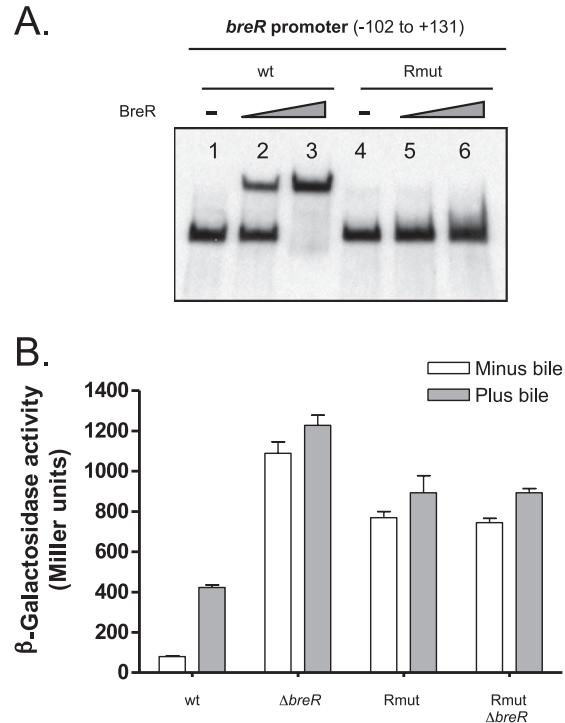 A.
breR promoter (-102 to +131)
wt Rmut
BreR - -
1 2 3 4 5 6
B.
Minus bile
Plus bile
β-Galactosidase activity
(Miller units)
1400
1200
1000
800
600
400
200
0
wt ΔbreR Rmut Rmut
ΔbreR